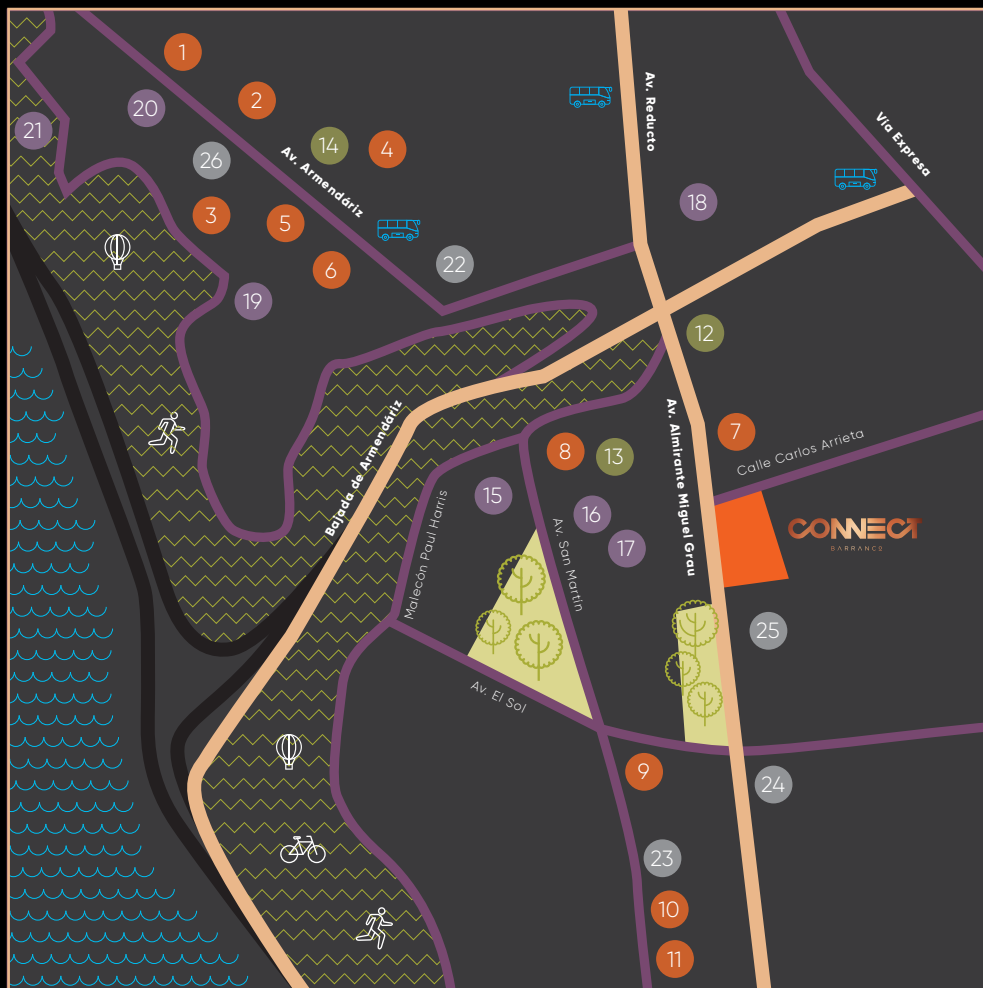 1
2
20
21
14
4
26
Av. Armendáriz
3
5
6
19
22
Av. Reducto
Vía Expresa
18
12
7
Calle Carlos Arrieta
Av. Almirante Miguel Grau
8
13
15
16
17
Bajada de Armendáriz
Malecón Paul Harris
Av. San Martín
CONNECT
BARRANCO
25
Av. El Sol
9
24
23
10
11